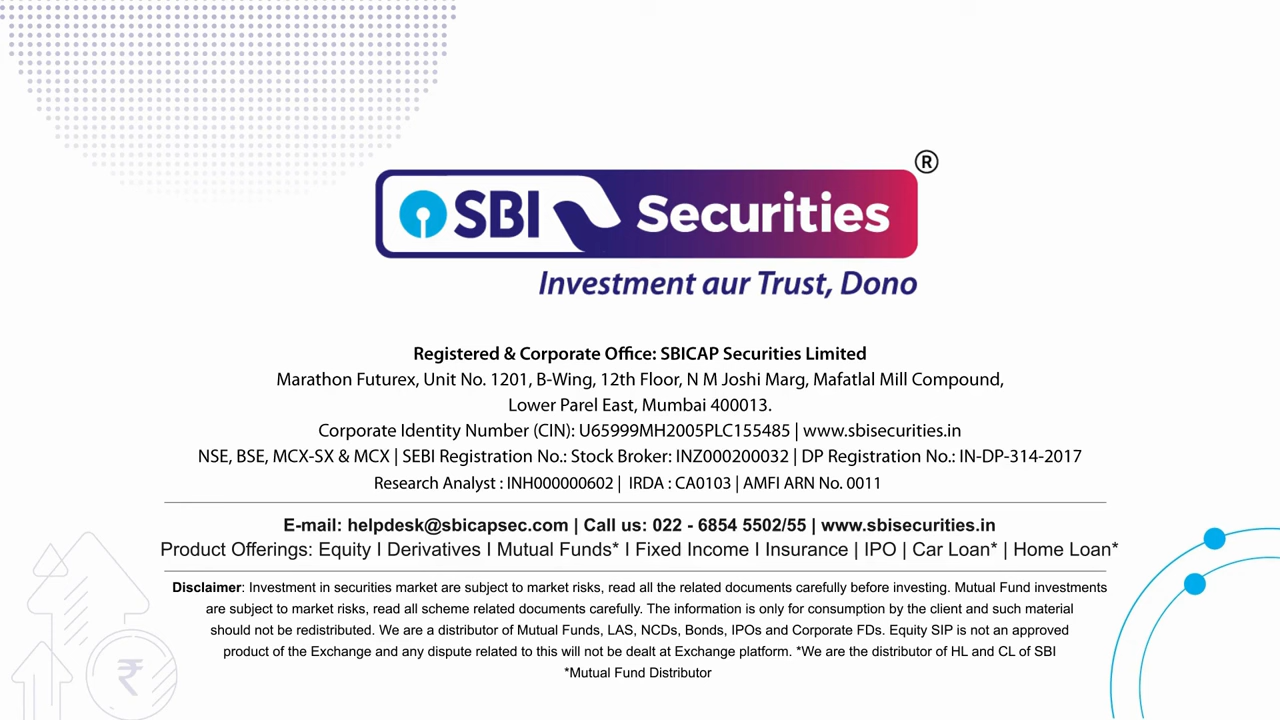 ®
SBI Securities
Investment aur Trust, Dono
Registered & Corporate Office: SBICAP Securities Limited
Marathon Futurex, Unit No. 1201, B-Wing, 12th Floor, N M Joshi Marg, Mafatlal Mill Compound,
Lower Parel East, Mumbai 400013.
Corporate Identity Number (CIN): U65999MH2005PLC155485 | www.sbisecurities.in
NSE, BSE, MCX-SX & MCX | SEBI Registration No.: Stock Broker: INZ000200032 | DP Registration No.: IN-DP-314-2017
Research Analyst : INH000000602 | IRDA : CA0103 | AMFI ARN No. 0011
E-mail: helpdesk@sbicapsec.com | Call us: 022 - 6854 5502/55 | www.sbisecurities.in
Product Offerings: Equity I Derivatives I Mutual Funds* I Fixed Income I Insurance | IPO | Car Loan* | Home Loan*
Disclaimer: Investment in securities market are subject to market risks, read all the related documents carefully before investing. Mutual Fund investments
are subject to market risks, read all scheme related documents carefully. The information is only for consumption by the client and such material
should not be redistributed. We are a distributor of Mutual Funds, LAS, NCDs, Bonds, IPOs and Corporate FDs. Equity SIP is not an approved
product of the Exchange and any dispute related to this will not be dealt at Exchange platform. *We are the distributor of HL and CL of SBI
*Mutual Fund Distributor
₹